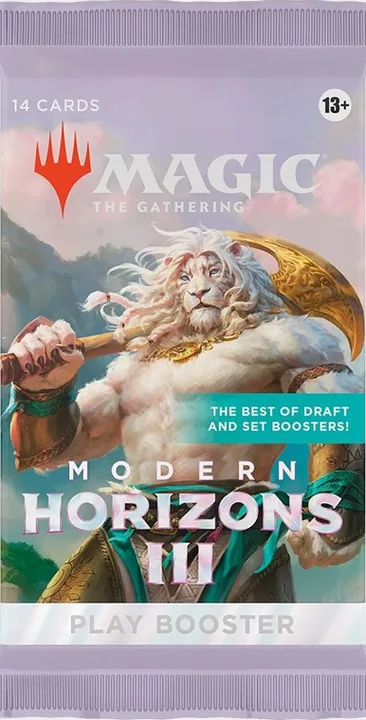 14 CARDS
13+
MAGIC
THE GATHERING
THE BEST OF DRAFT
AND SET BOOSTERS!
MODERN
HORIZONS
III
PLAY BOOSTER